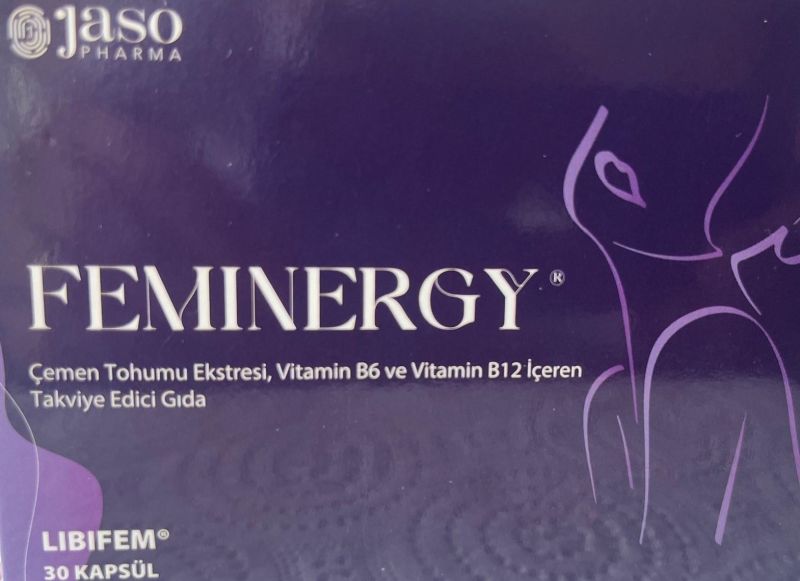 Jaso
PHARMA
FEMINERGY®
Çemen Tohumu Ekstresi, Vitamin B6 ve Vitamin B12 İçeren
Takviye Edici Gıda
LIBIFEM®
30 KAPSÜL